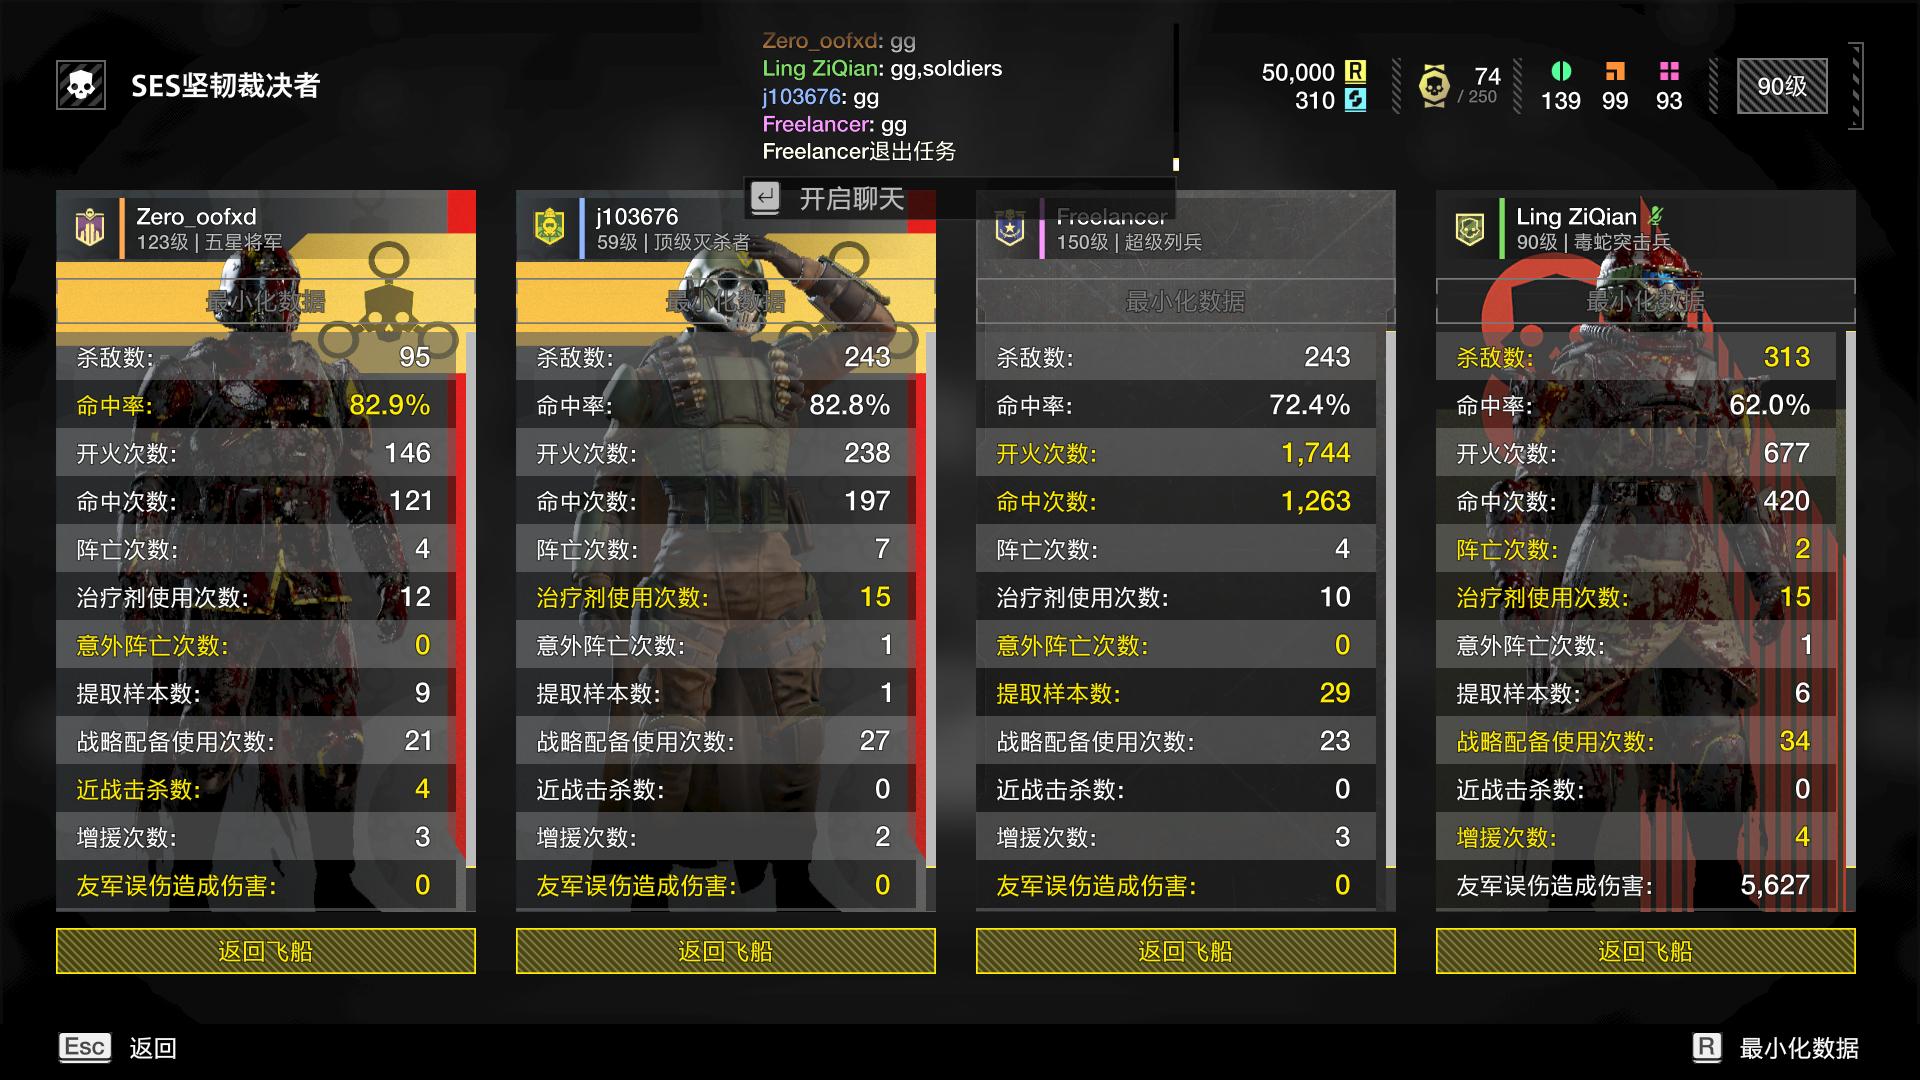 Zero_oofxd: gg
Ling ZiQian: gg,soldiers
j103676: gg
Freelancer: gg
Freelancer退出任务
开启聊天
SES坚韧裁决者
50,000 R
310 S
74 / 250
139 99 93
90级
Zero_oofxd
123级 | 五星将军
最小化数据
杀敌数: 95
命中率: 82.9%
开火次数: 146
命中次数: 121
阵亡次数: 4
治疗剂使用次数: 12
意外阵亡次数: 0
提取样本数: 9
战略配备使用次数: 21
近战击杀数: 4
增援次数: 3
友军误伤造成伤害: 0
返回飞船
j103676
59级 | 顶级灭杀者
最小化数据
杀敌数: 243
命中率: 82.8%
开火次数: 238
命中次数: 197
阵亡次数: 7
治疗剂使用次数: 15
意外阵亡次数: 1
提取样本数: 1
战略配备使用次数: 27
近战击杀数: 0
增援次数: 2
友军误伤造成伤害: 0
返回飞船
Freelancer
150级 | 超级列兵
最小化数据
杀敌数: 243
命中率: 72.4%
开火次数: 1,744
命中次数: 1,263
阵亡次数: 4
治疗剂使用次数: 10
意外阵亡次数: 0
提取样本数: 29
战略配备使用次数: 23
近战击杀数: 0
增援次数: 3
友军误伤造成伤害: 0
返回飞船
Ling ZiQian
90级 | 毒蛇突击兵
最小化数据
杀敌数: 313
命中率: 62.0%
开火次数: 677
命中次数: 420
阵亡次数: 2
治疗剂使用次数: 15
意外阵亡次数: 1
提取样本数: 6
战略配备使用次数: 34
近战击杀数: 0
增援次数: 4
友军误伤造成伤害: 5,627
返回飞船
Esc 返回
R 最小化数据